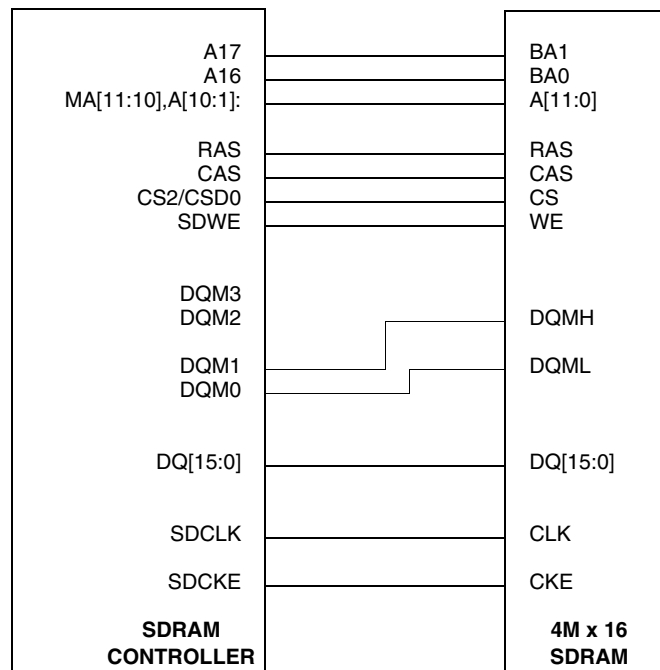 A17 BA1
A16 BA0
MA[11:10],A[10:1]: A[11:0]
RAS RAS
CAS CAS
CS2/CSD0 CS
SDWE WE
DQM3
DQM2 DQMH
DQM1 DQML
DQM0
DQ[15:0] DQ[15:0]
SDCLK CLK
SDCKE CKE
SDRAM 4M x 16
CONTROLLER SDRAM